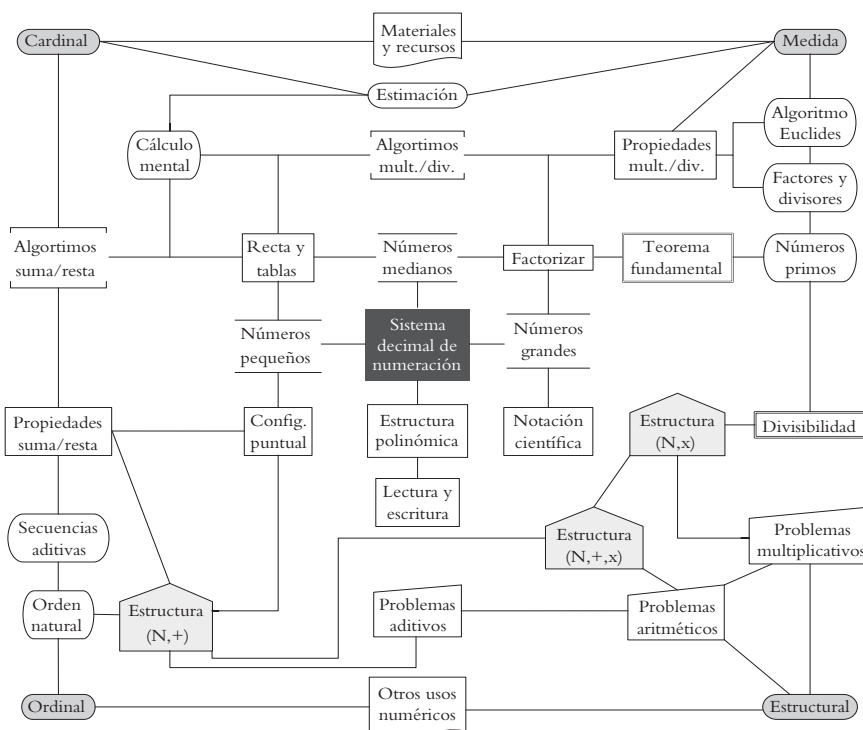 Materiales
y recursos
Cardinal
Medida
Estimación
Cálculo
mental
Algortimos
mult./div.
Propiedades
mult./div.
Algoritmo
Euclides
Factores y
divisores
Algortimos
suma/resta
Recta y
tablas
Números
medianos
Factorizar
Teorema
fundamental
Números
primos
Números
pequeños
Sistema
decimal de
numeración
Números
grandes
Propiedades
suma/resta
Config.
puntual
Estructura
polinómica
Notación
científica
Estructura
(N,x)
Divisibilidad
Lectura y
escritura
Secuencias
aditivas
Estructura
(N,+,x)
Problemas
multiplicativos
Orden
natural
Estructura
(N,+)
Problemas
aditivos
Problemas
aritméticos
Ordinal
Otros usos
numéricos
Estructural